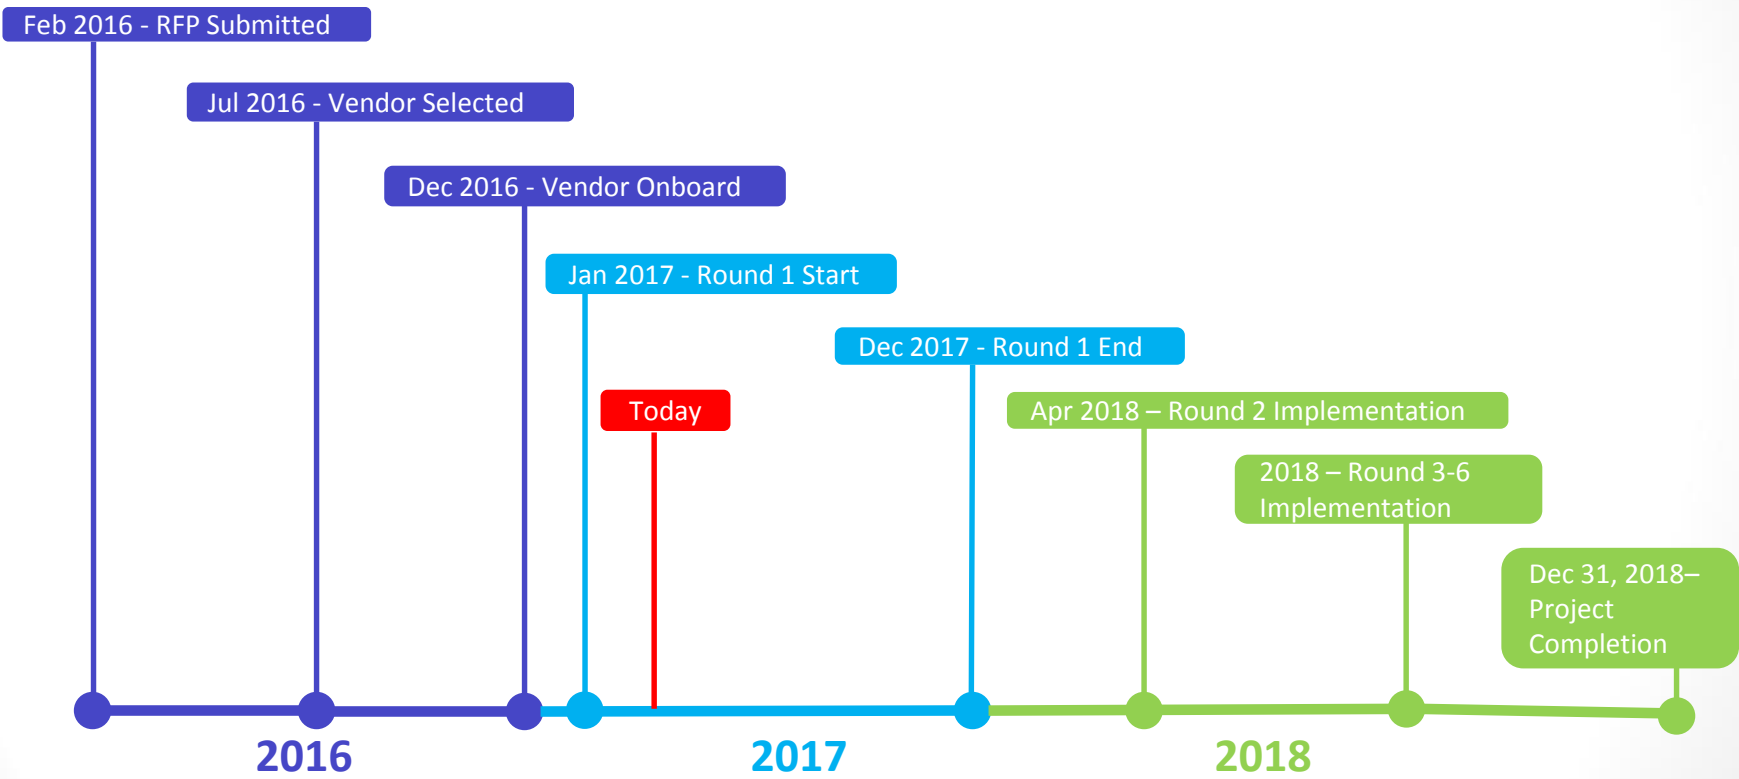 Feb 2016 - RFP Submitted
Jul 2016 - Vendor Selected
Dec 2016 - Vendor Onboard
Jan 2017 - Round 1 Start
Dec 2017 - Round 1 End
Today
Apr 2018 – Round 2 Implementation
2018 – Round 3-6
Implementation
Dec 31, 2018–
Project
Completion
2016
2017
2018